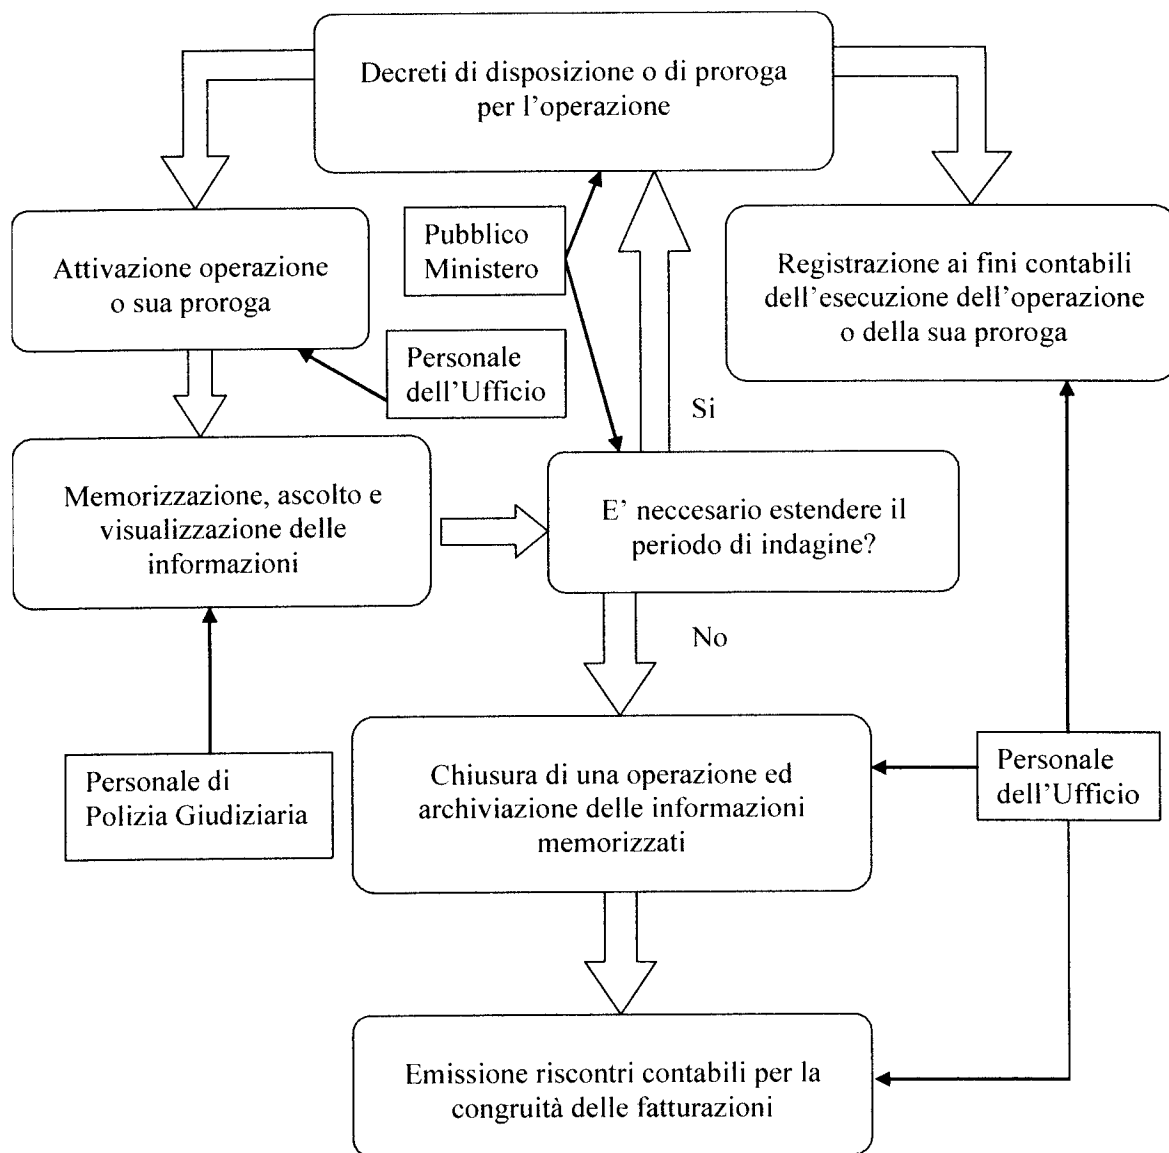 Decreti di disposizione o di proroga
per l'operazione
Pubblico
Ministero
Attivazione operazione
o sua proroga
Registrazione ai fini contabili
dell'esecuzione dell'operazione
o della sua proroga
Personale
dell'Ufficio
Si
Memorizzazione, ascolto e
visualizzazione delle
informazioni
E' neccesario estendere il
periodo di indagine?
No
Personale di
Polizia Giudiziaria
Chiusura di una operazione ed
archiviazione delle informazioni
memorizzati
Personale
dell'Ufficio
Emissione riscontri contabili per la
congruità delle fatturazioni